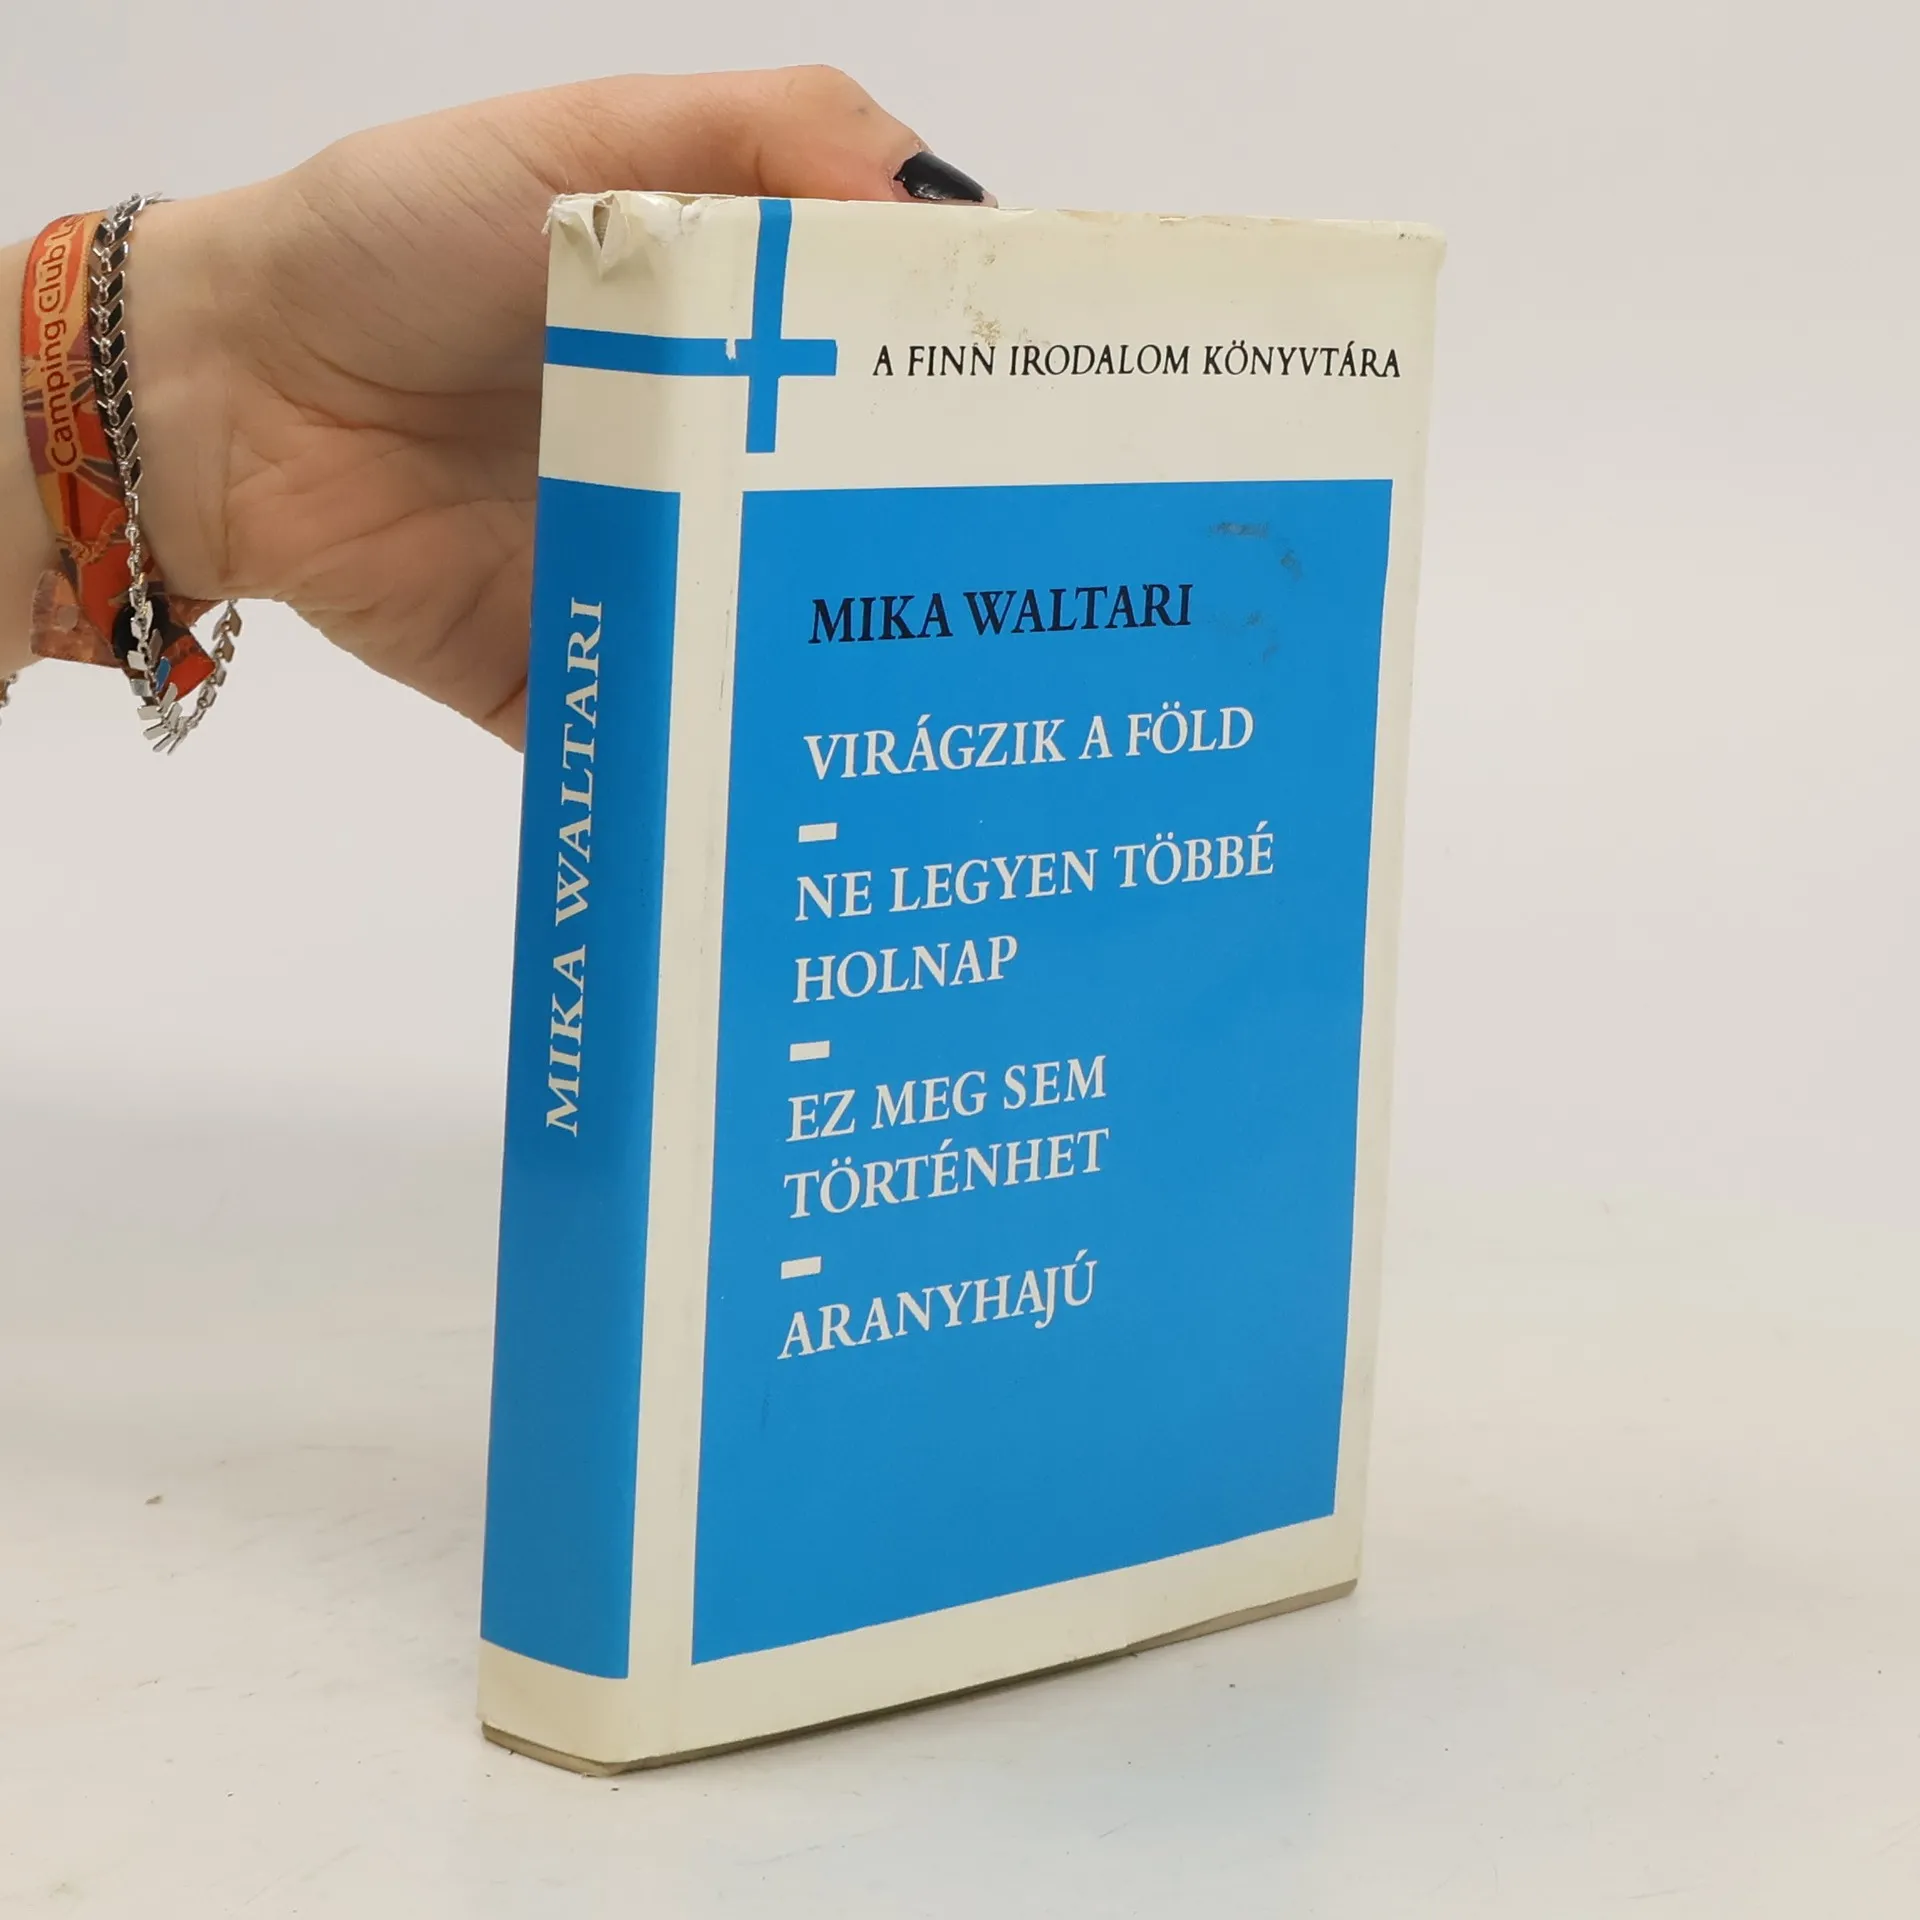 Camping Club
A FINN IRODALOM KÖNYVTÁRA
MIKA WALTARI
MIKA WALTARI
VIRÁGZIK A FÖLD
NE LEGYEN TÖBBÉ
HOLNAP
EZ MEG SEM
TÖRTÉNHET
ARANYHAJÚ